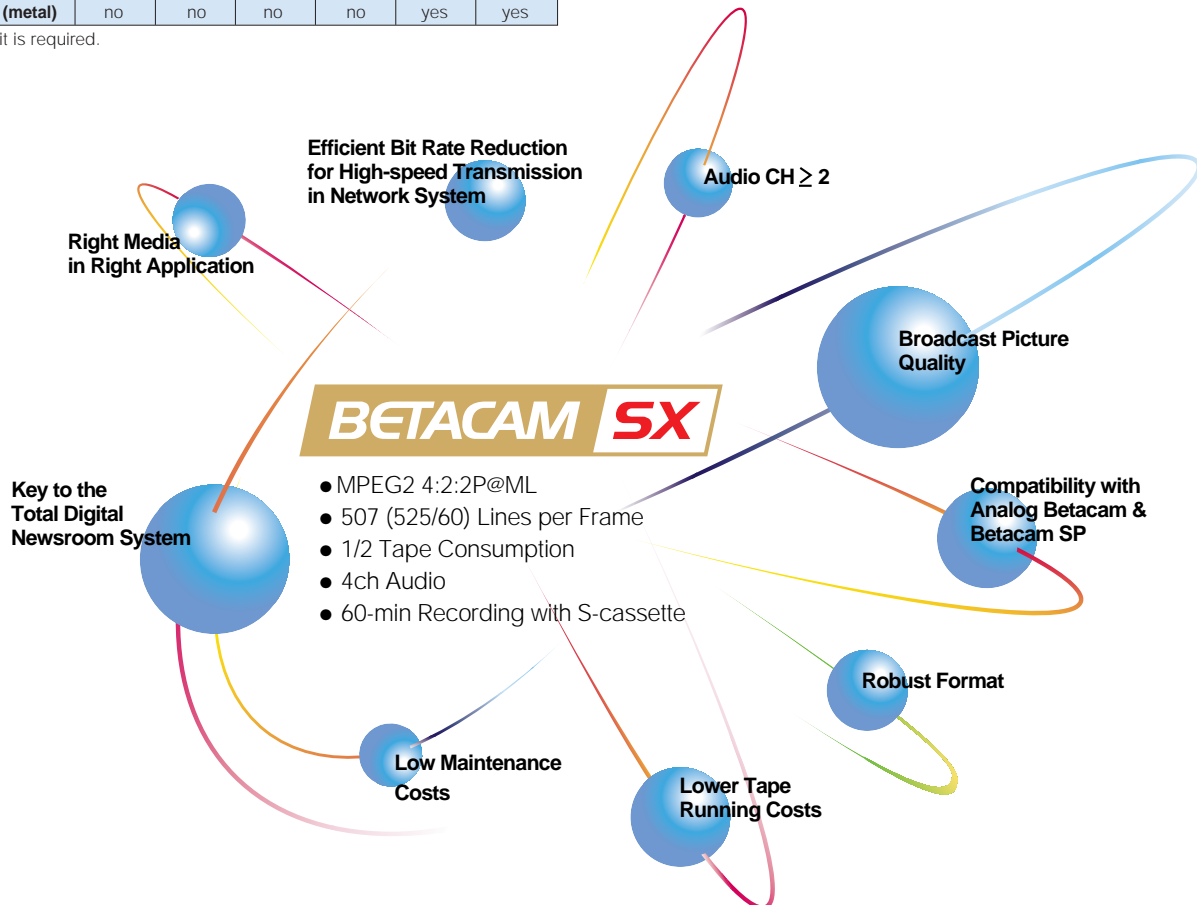 (metal) no no no no yes yes
it is required.
Efficient Bit Rate Reduction
for High-speed Transmission
in Network System
Audio CH ≥ 2
Right Media
in Right Application
Broadcast Picture
Quality
BETACAM SX
● MPEG2 4:2:2P@ML
● 507 (525/60) Lines per Frame
● 1/2 Tape Consumption
● 4ch Audio
● 60-min Recording with S-cassette
Key to the
Total Digital
Newsroom System
Compatibility with
Analog Betacam &
Betacam SP
Robust Format
Low Maintenance
Costs
Lower Tape
Running Costs